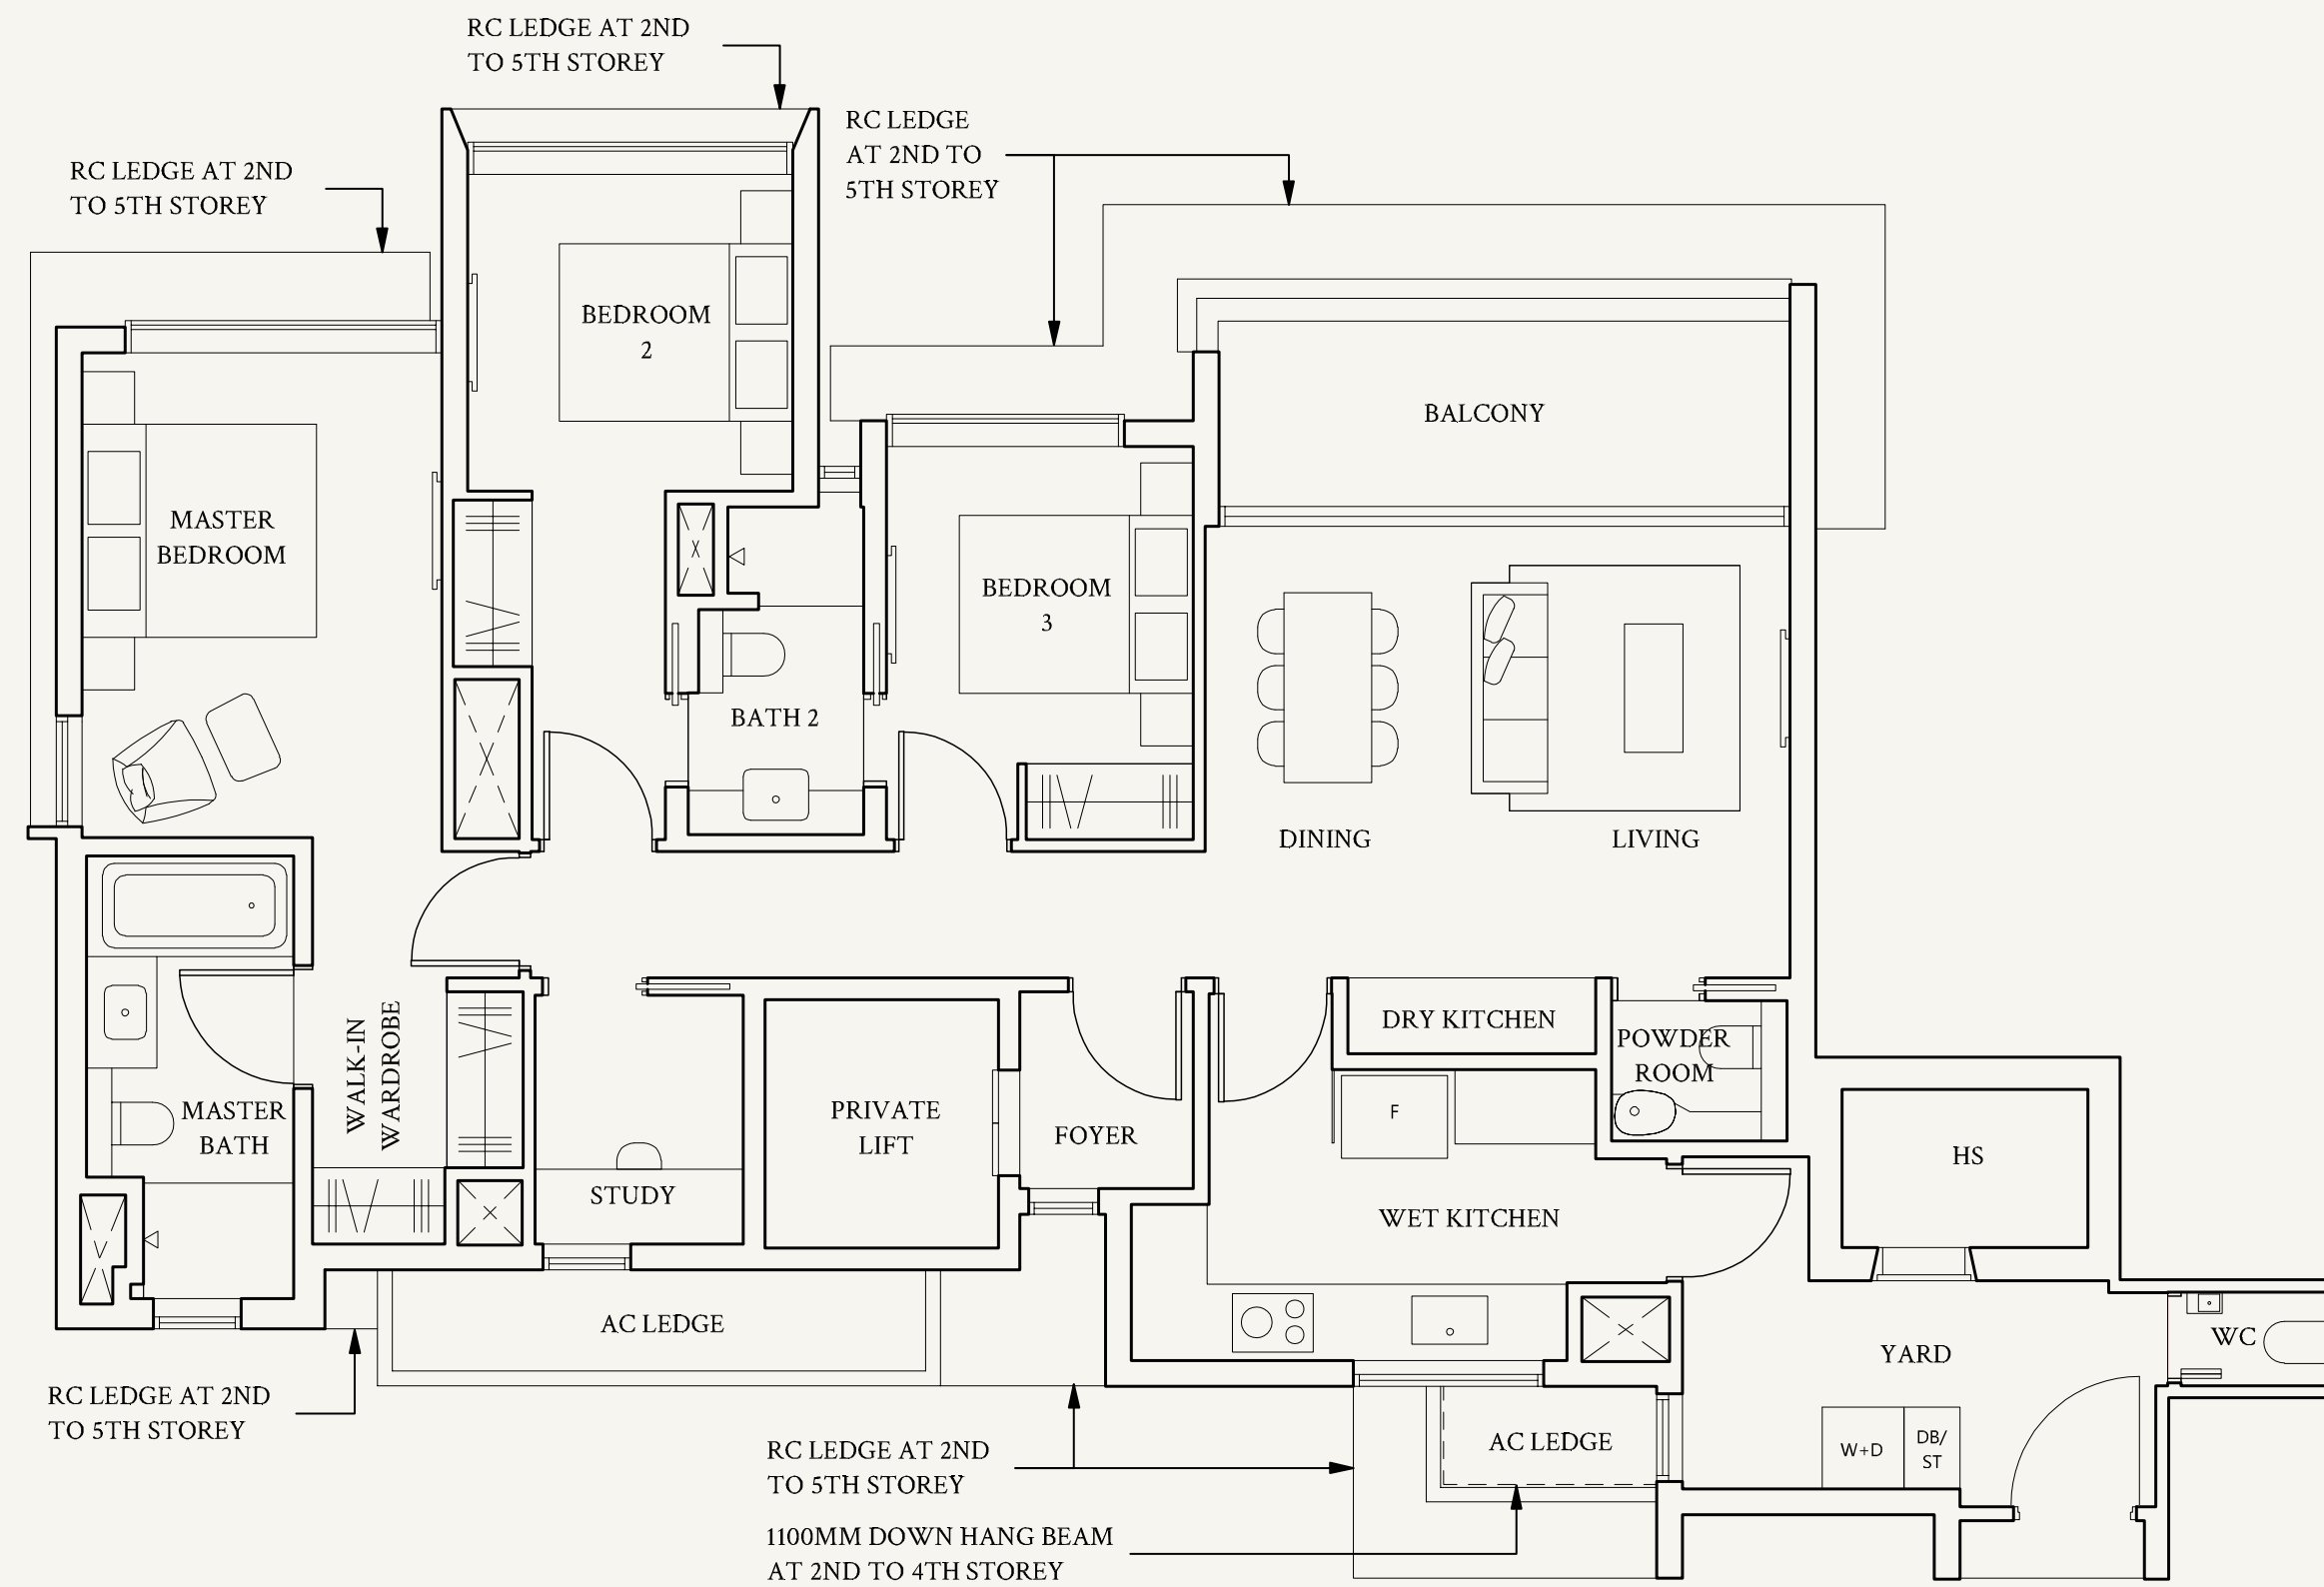 RC LEDGE AT 2ND
TO 5TH STOREY
RC LEDGE
AT 2ND TO
5TH STOREY
RC LEDGE AT 2ND
TO 5TH STOREY
BEDROOM
2
BALCONY
MASTER
BEDROOM
BEDROOM
3
BATH 2
DINING
LIVING
WALK-IN
WARDROBE
MASTER
BATH
STUDY
PRIVATE
LIFT
FOYER
DRY KITCHEN
POWDER
ROOM
F
WET KITCHEN
HS
AC LEDGE
YARD
WC
RC LEDGE AT 2ND
TO 5TH STOREY
AC LEDGE
W+D
DB/
ST
RC LEDGE AT 2ND
TO 5TH STOREY
1100MM DOWN HANG BEAM
AT 2ND TO 4TH STOREY